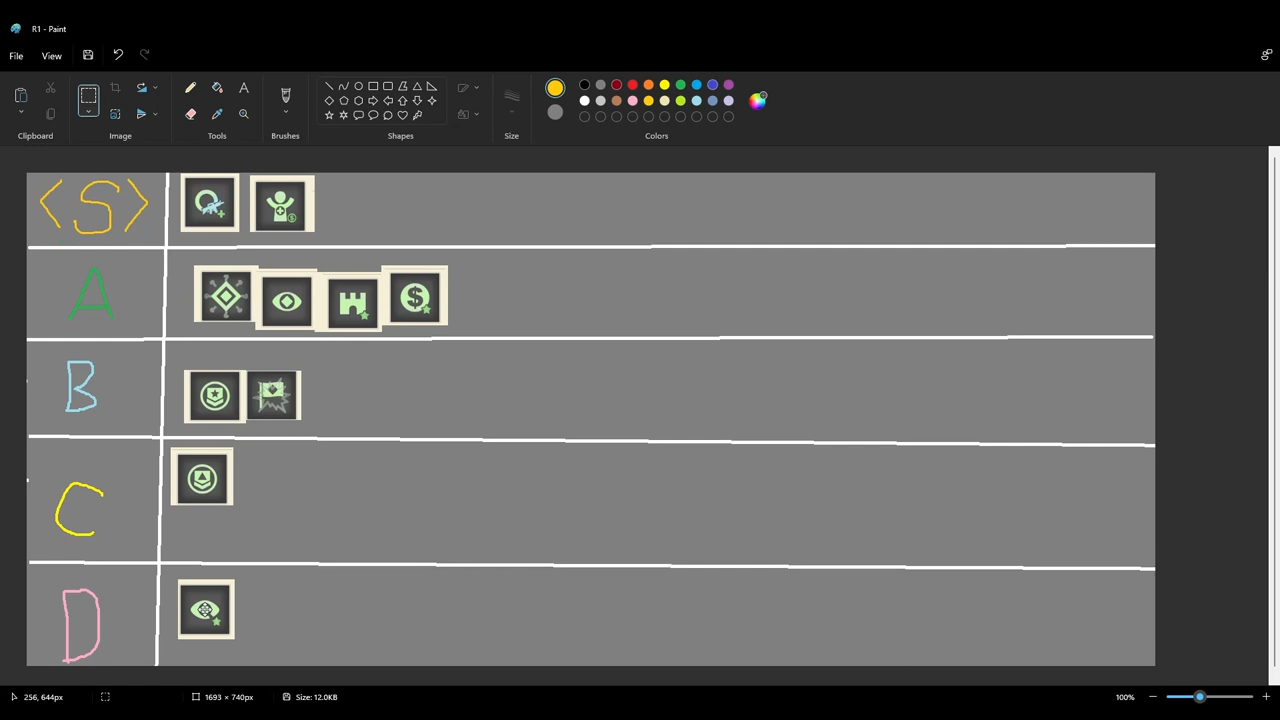 R1 - Paint
File View
Clipboard Image Tools Brushes Shapes Size Colors
<S>
A
B
C
D
256, 644px 1693 × 740px Size: 12.0KB 100%